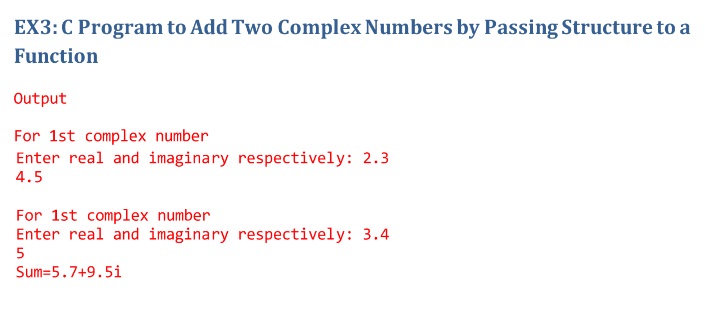 EX3: C Program to Add Two Complex Numbers by Passing Structure to a
Function
Output
For 1st complex number
Enter real and imaginary respectively: 2.3
4.5
For 1st complex number
Enter real and imaginary respectively: 3.4
5
Sum=5.7+9.5i